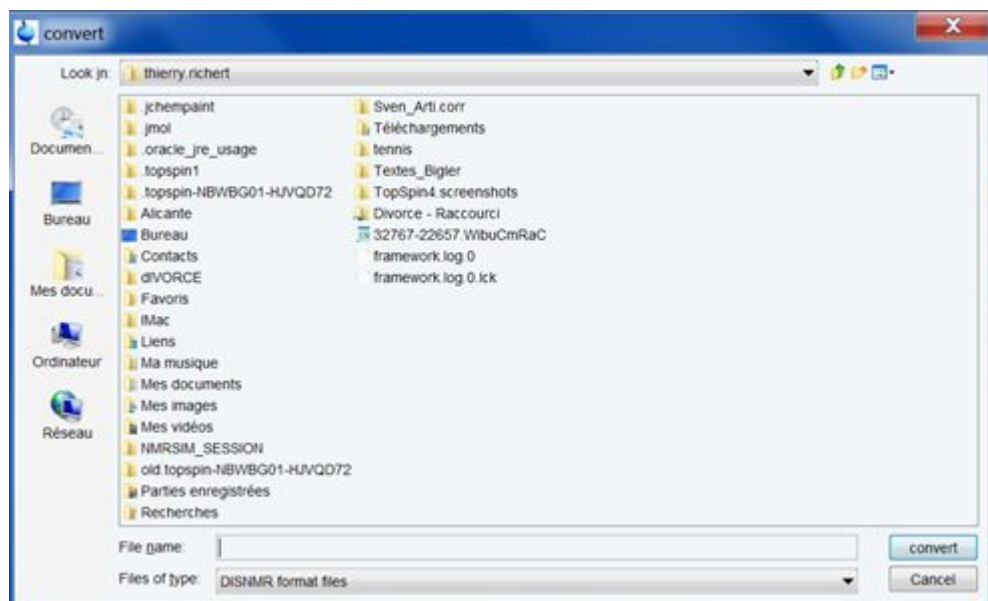 convert
X
Look in: thierry.richert
Documen...
Bureau
Mes docu...
Ordinateur
Réseau
.jchempaint
.jmol
.oracle_jre_usage
.topspin1
.topspin-NBWBG01-HJVQD72
Alicante
Bureau
Contacts
dIVORCE
Favoris
IMac
Liens
Ma musique
Mes documents
Mes images
Mes vidéos
NMRSIM_SESSION
old.topspin-NBWBG01-HJVQD72
Parties enregistrées
Recherches
Sven_Arti.corr
Téléchargements
tennis
Textes_Bigler
TopSpin4.screenshots
Divorce - Raccourci
32767-22657.WibuCmRaC
framework.log.0
framework.log.0.lck
File name:
convert
Files of type: DISNMR format files
Cancel